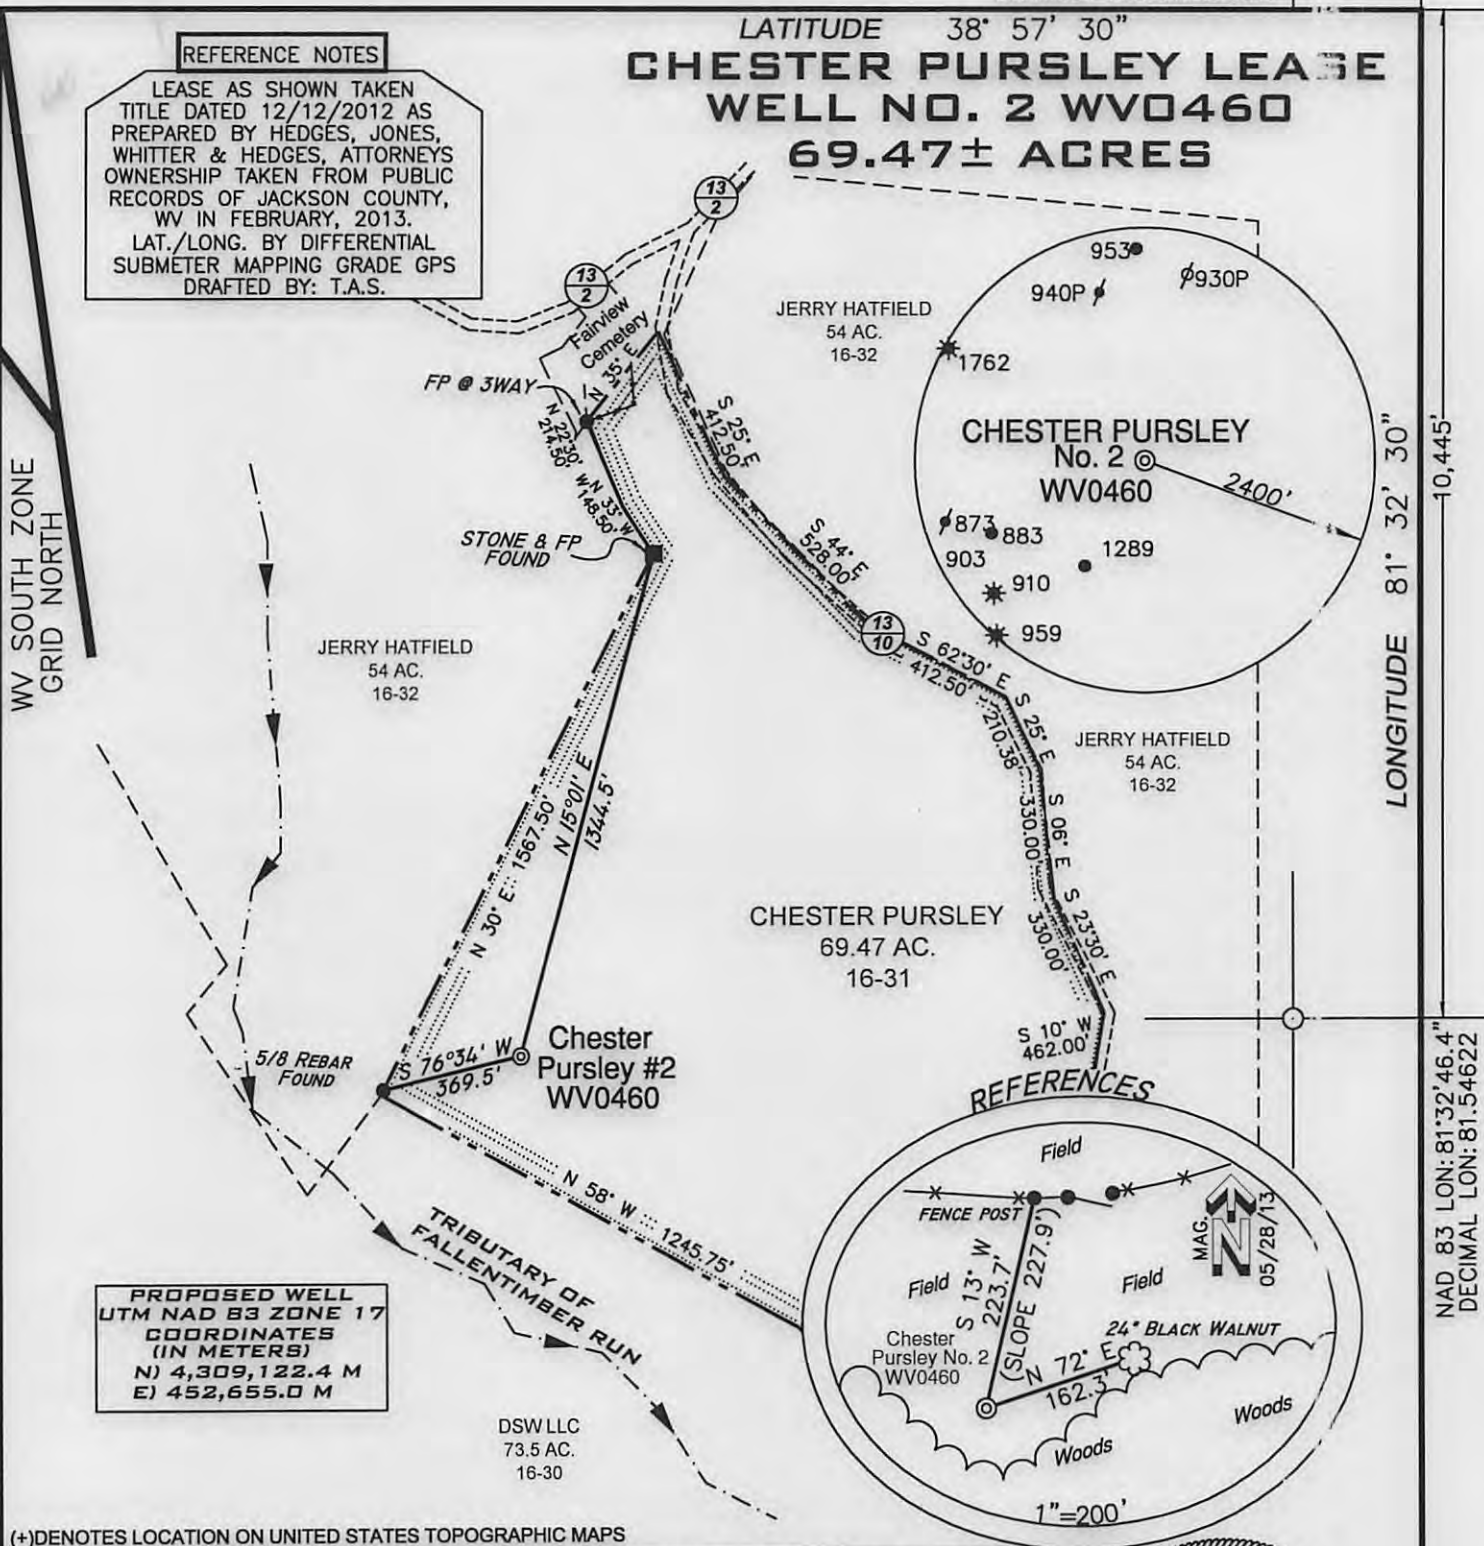 LATITUDE 38° 57' 30"
CHESTER PURSLEY LEASE
WELL NO. 2 WV0460
69.47± ACRES
REFERENCE NOTES
LEASE AS SHOWN TAKEN
TITLE DATED 12/12/2012 AS
PREPARED BY HEDGES, JONES,
WHITTER & HEDGES, ATTORNEYS
OWNERSHIP TAKEN FROM PUBLIC
RECORDS OF JACKSON COUNTY,
WV IN FEBRUARY, 2013.
LAT./LONG. BY DIFFERENTIAL
SUBMETER MAPPING GRADE GPS
DRAFTED BY: T.A.S.
13
2
13
2
Fairview
Cemetery
N 35° E
FP @ 3WAY
N 22°30' W
214.50'
N 33° W
148.50'
STONE & FP
FOUND
S 25° E
412.50'
S 44° E
528.00'
13
10
S 62°30' E
412.50'
S 25° E
210.38'
S 06° E
330.00'
S 23°30' E
330.00'
S 10° W
462.00'
JERRY HATFIELD
54 AC.
16-32
953
940P
930P
1762
CHESTER PURSLEY
No. 2
WV0460
2400'
873
883
903
1289
910
959
WV SOUTH ZONE
GRID NORTH
JERRY HATFIELD
54 AC.
16-32
JERRY HATFIELD
54 AC.
16-32
LONGITUDE 81° 32' 30"
10,445'
N 30° E 1567.50'
N 15°01' E
1344.5'
CHESTER PURSLEY
69.47 AC.
16-31
5/8 REBAR
FOUND
S 76°34' W
369.5'
Chester
Pursley #2
WV0460
N 58° W 1245.75'
TRIBUTARY OF
FALLENTIMBER RUN
NAD 83 LON: 81°32'46.4"
DECIMAL LON: 81.54622
PROPOSED WELL
UTM NAD 83 ZONE 17
COORDINATES
(IN METERS)
N) 4,309,122.4 M
E) 452,655.0 M
REFERENCES
Field
FENCE POST
Field
Field
S 13° W
223.7'
(SLOPE 227.9')
MAG.
N
05/28/13
24" BLACK WALNUT
Chester
Pursley No. 2
WV0460
N 72° E
162.3'
Woods
Woods
1"=200'
DSW LLC
73.5 AC.
16-30
(+)DENOTES LOCATION ON UNITED STATES TOPOGRAPHIC MAPS